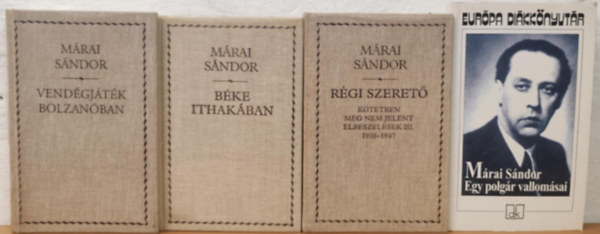 MÁRAI
SÁNDOR
VENDÉGJÁTÉK
BOLZANÓBAN
MÁRAI
SÁNDOR
BÉKE
ITHAKÁBAN
MÁRAI
SÁNDOR
RÉGI SZERETŐ
KÖTETBEN
MÉG NEM JELENT
ELBESZÉLÉSEK III.
1930–1947
EURÓPA DIÁKKÖNYVTÁR
Márai Sándor
Egy polgár vallomásai